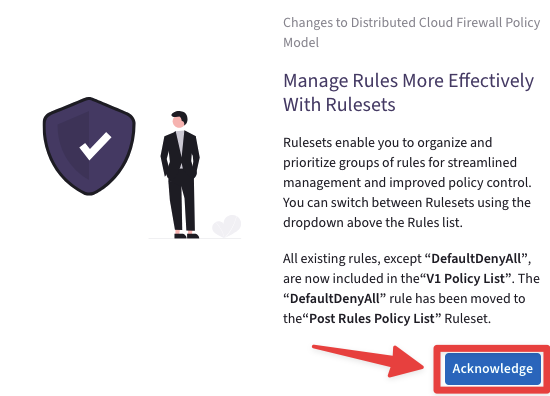 Changes to Distributed Cloud Firewall Policy
Model
Manage Rules More Effectively
With Rulesets
Rulesets enable you to organize and
prioritize groups of rules for streamlined
management and improved policy control.
You can switch between Rulesets using the
dropdown above the Rules list.
All existing rules, except “DefaultDenyAll”,
are now included in the“V1 Policy List”. The
“DefaultDenyAll” rule has been moved to
the“Post Rules Policy List” Ruleset.
Acknowledge